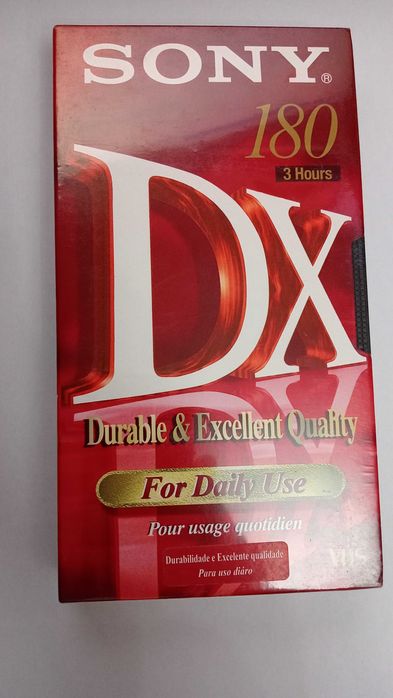 SONY®
180
3 Hours
DX
Durable & Excellent Quality
For Daily Use
Pour usage quotidien
Durabilidade e Excelente qualidade
Para uso diáro
VHS